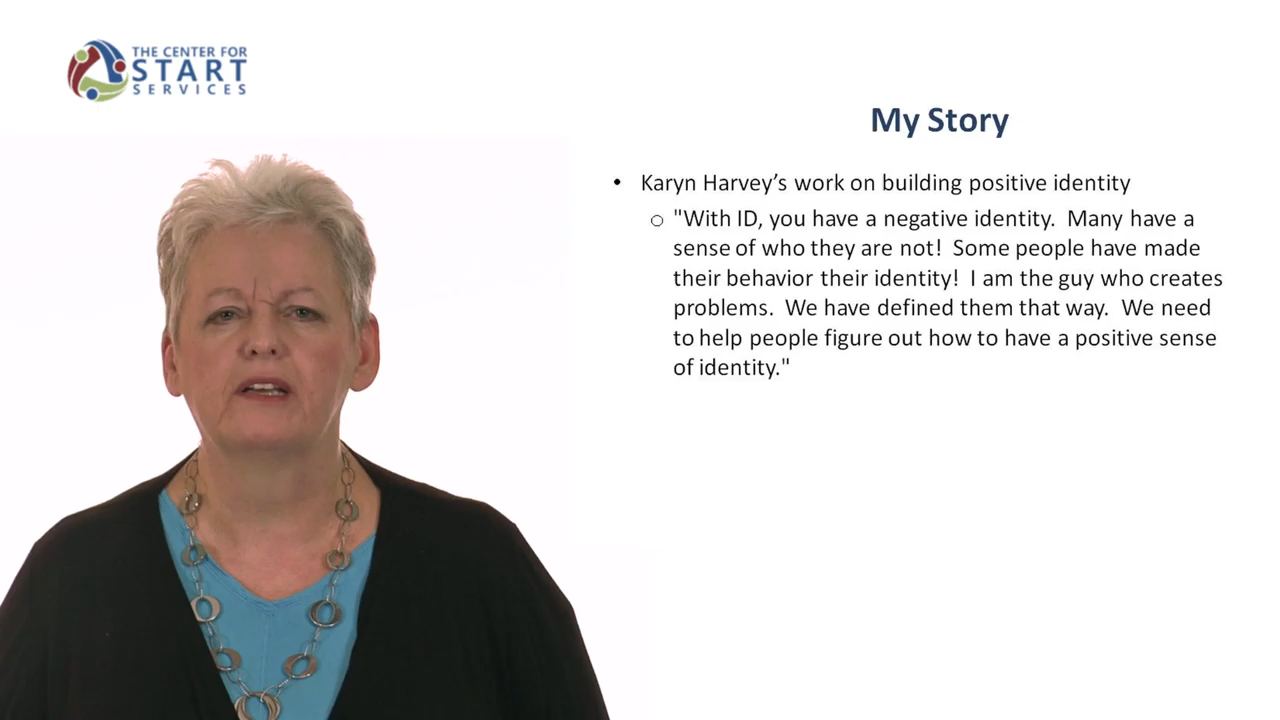 THE CENTER FOR
START
SERVICES
My Story
• Karyn Harvey’s work on building positive identity
o "With ID, you have a negative identity.  Many have a
sense of who they are not!  Some people have made
their behavior their identity!  I am the guy who creates
problems.  We have defined them that way.  We need
to help people figure out how to have a positive sense
of identity."